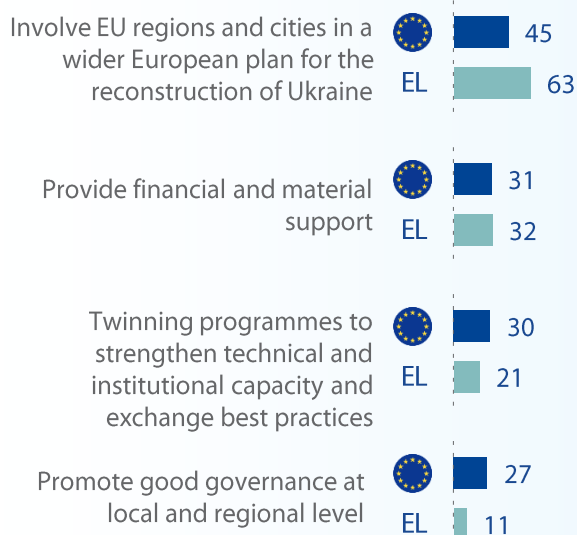 Involve EU regions and cities in a
wider European plan for the
reconstruction of Ukraine
45
EL 63
Provide financial and material
support
31
EL 32
Twinning programmes to
strengthen technical and
institutional capacity and
exchange best practices
30
EL 21
Promote good governance at
local and regional level
27
EL 11